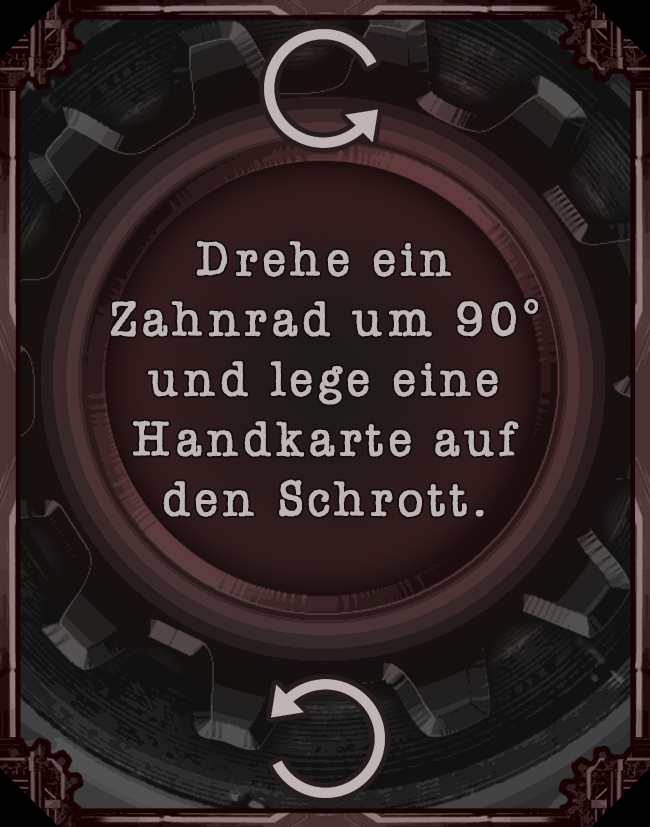 Drehe ein
Zahnrad um 90°
und lege eine
Handkarte auf
den Schrott.